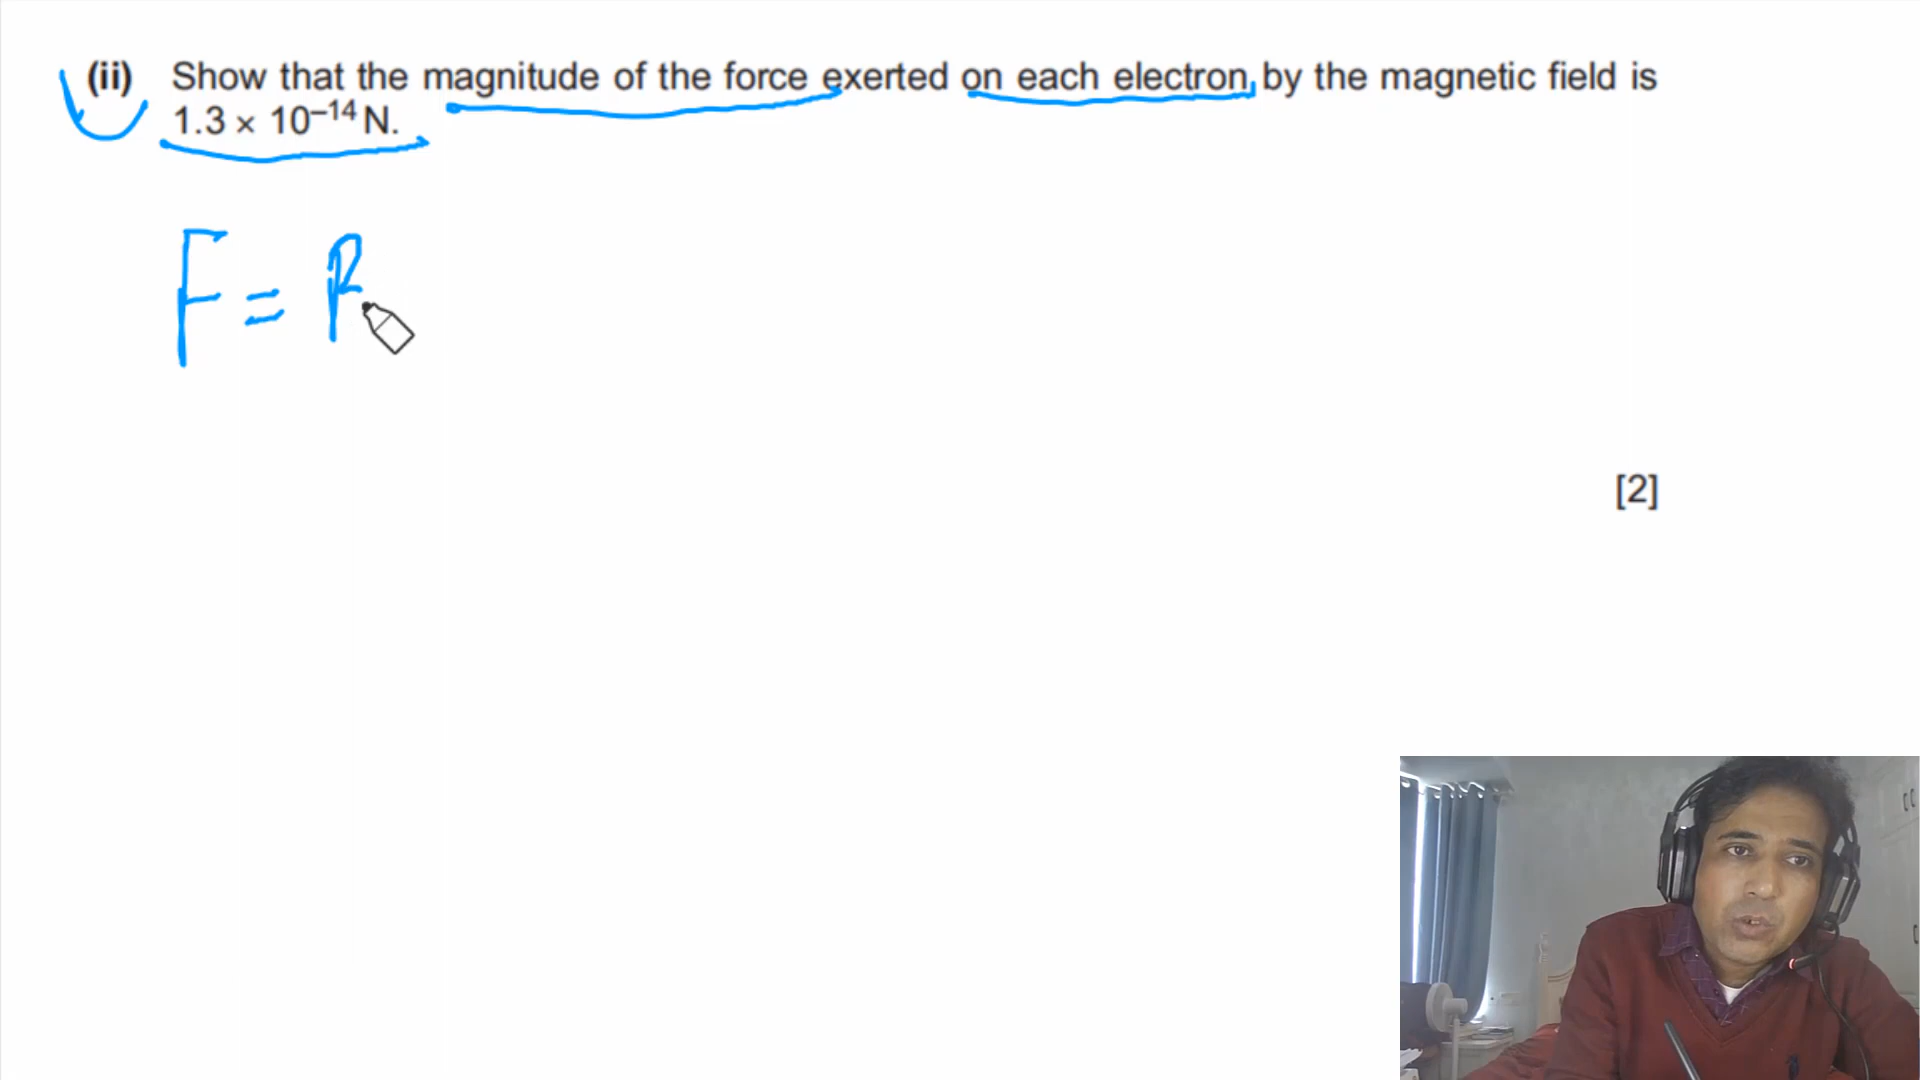 (ii) Show that the magnitude of the force exerted on each electron by the magnetic field is
1.3 × 10⁻¹⁴ N.
F =
[2]